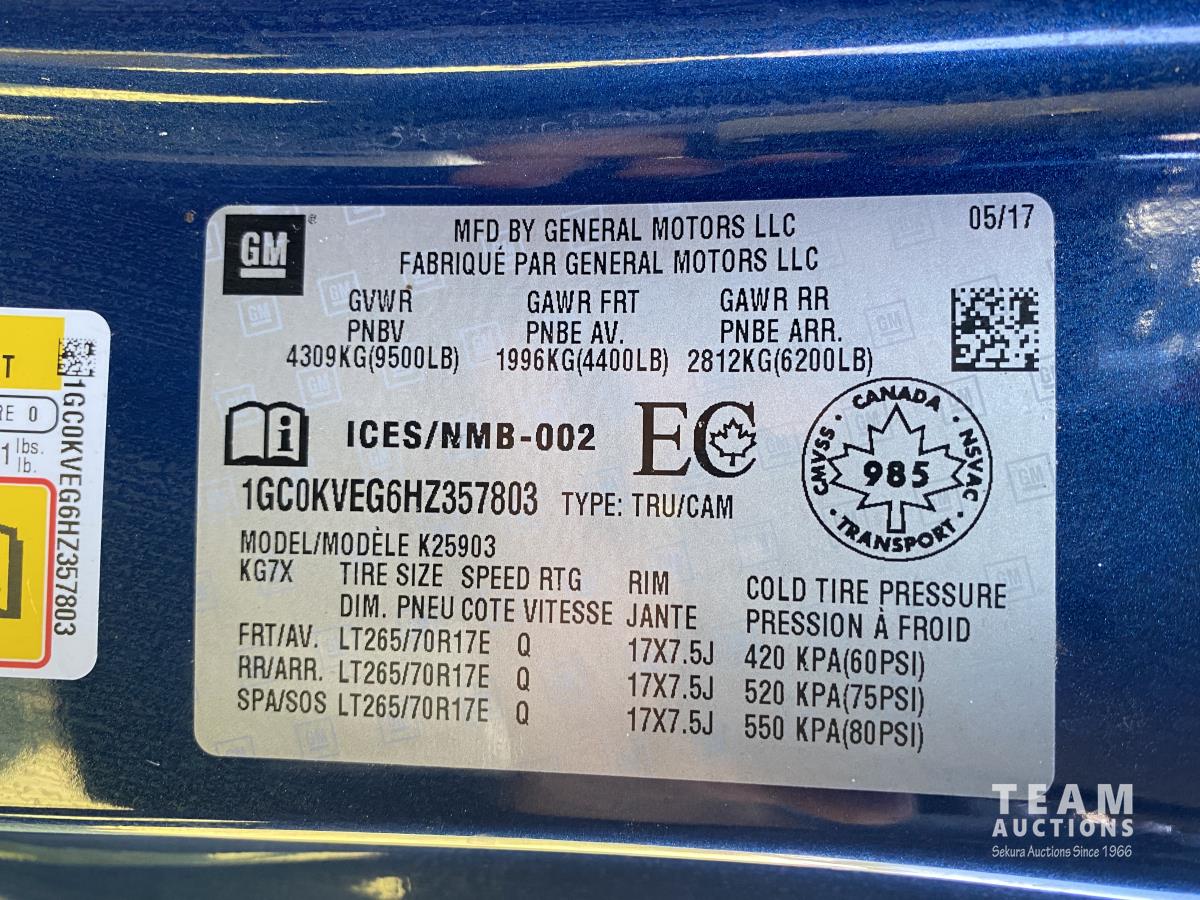 GM
MFD BY GENERAL MOTORS LLC
05/17
FABRIQUÉ PAR GENERAL MOTORS LLC
GVWR GAWR FRT GAWR RR
PNBV PNBE AV. PNBE ARR.
4309KG(9500LB) 1996KG(4400LB) 2812KG(6200LB)
ICES/NMB-002 EC
CANADA
CMVSS · NSVAC
985
· TRANSPORT ·
1GC0KVEG6HZ357803 TYPE: TRU/CAM
MODEL/MODÈLE K25903
KG7X TIRE SIZE SPEED RTG RIM COLD TIRE PRESSURE
DIM. PNEU COTE VITESSE JANTE PRESSION À FROID
FRT/AV. LT265/70R17E Q 17X7.5J 420 KPA(60PSI)
RR/ARR. LT265/70R17E Q 17X7.5J 520 KPA(75PSI)
SPA/SOS LT265/70R17E Q 17X7.5J 550 KPA(80PSI)
T
RE 0
1 lbs.
lb.
1GC0KVEG6HZ357803
TEAM
AUCTIONS
Sekura Auctions Since 1966